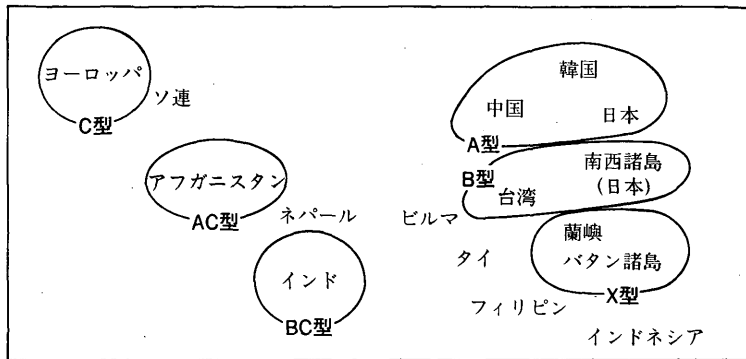 ヨーロッパ
ソ連
C型
アフガニスタン
AC型
ネパール
インド
BC型
韓国
中国
日本
A型
B型
南西諸島
(日本)
台湾
ビルマ
タイ
蘭嶼
バタン諸島
X型
フィリピン
インドネシア